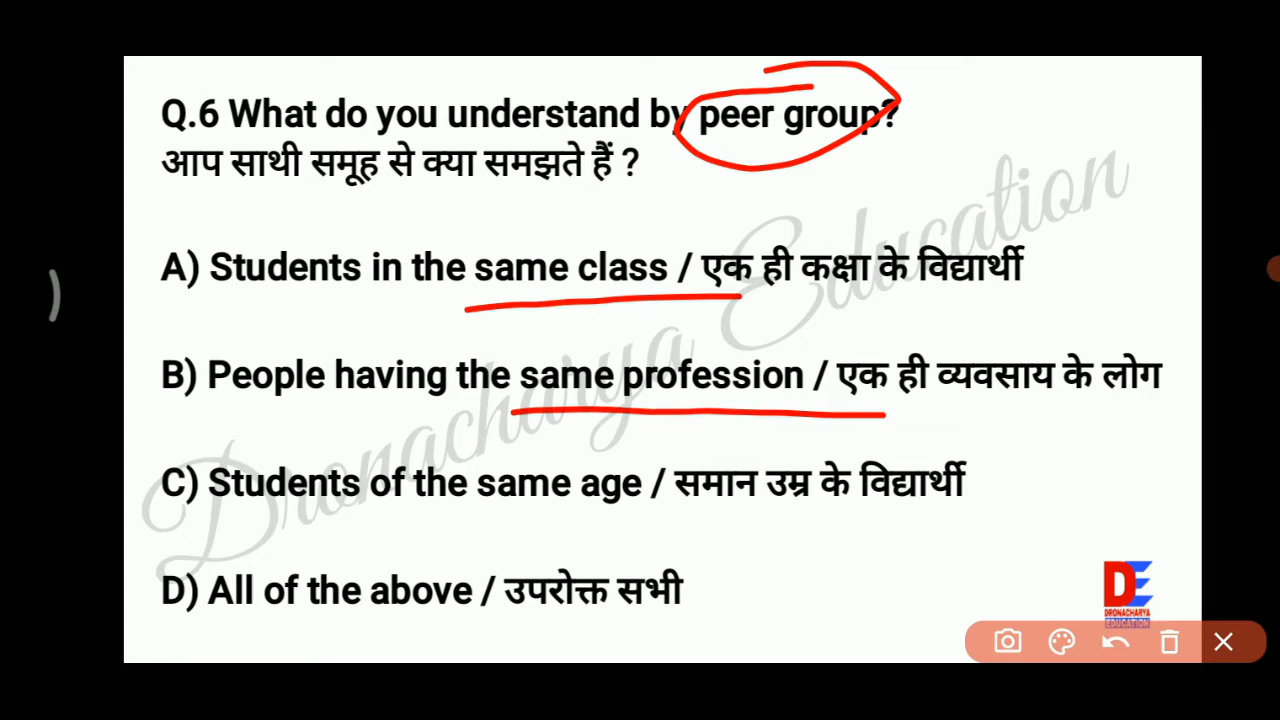 Q.6 What do you understand by peer group?
आप साथी समूह से क्या समझते हैं ?
A) Students in the same class / एक ही कक्षा के विद्यार्थी
B) People having the same profession / एक ही व्यवसाय के लोग
C) Students of the same age / समान उम्र के विद्यार्थी
D) All of the above / उपरोक्त सभी
Dronacharya Education
DE
DRONACHARYA
EDUCATION